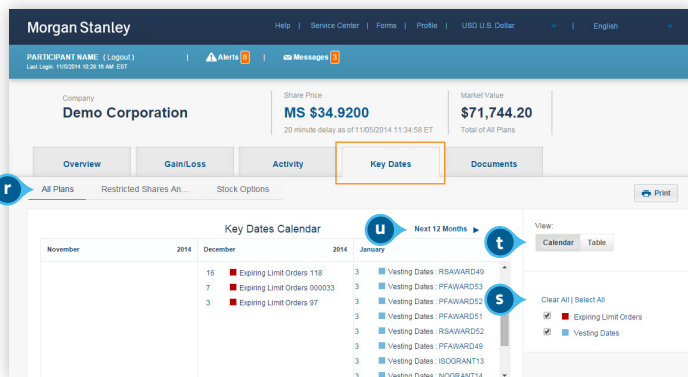 Morgan Stanley
Help | Service Center | Forms | Profile | USD U.S. Dollar | English
PARTICIPANT NAME (Logout) | Alerts 8 | Messages 3
Last Login: 11/5/2014 10:29:16 AM EST
Company
Demo Corporation
Share Price
MS $34.9200
20 minute delay as of 11/05/2014 11:34:58 ET
Market Value
$71,744.20
Total of All Plans
Overview Gain/Loss Activity Key Dates Documents
r All Plans Restricted Shares An... Stock Options Print
Key Dates Calendar u Next 12 Months
View:
t Calendar Table
November 2014 December 2014 January
16 Expiring Limit Orders 118
7 Expiring Limit Orders 000033
3 Expiring Limit Orders 97
3 Vesting Dates : RSAWARD49
3 Vesting Dates : PFAWARD53
3 Vesting Dates : PFAWARD52
3 Vesting Dates : PFAWARD51
3 Vesting Dates : RSAWARD52
3 Vesting Dates : PFAWARD49
3 Vesting Dates : ISOGRANT13
3 Vesting Dates : NQGRANT14
s Clear All | Select All
Expiring Limit Orders
Vesting Dates